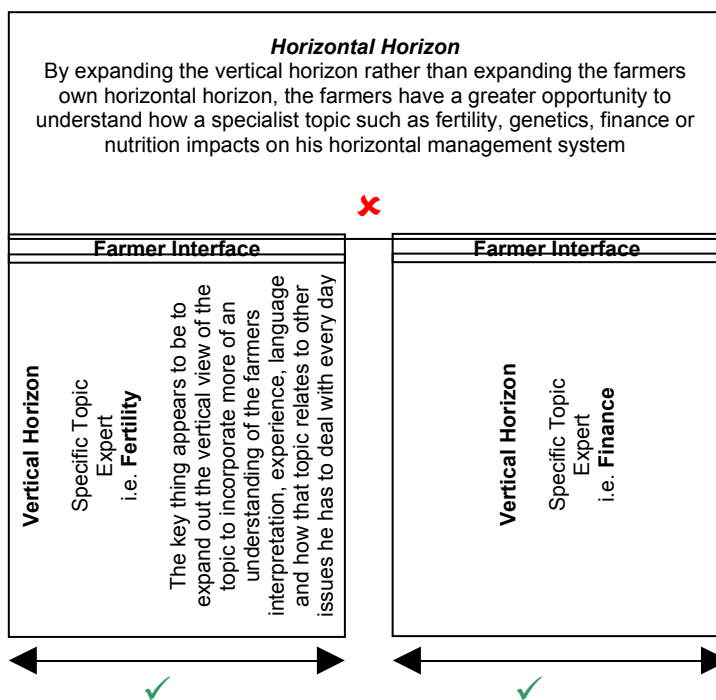 Horizontal Horizon
By expanding the vertical horizon rather than expanding the farmers
own horizontal horizon, the farmers have a greater opportunity to
understand how a specialist topic such as fertility, genetics, finance or
nutrition impacts on his horizontal management system
Farmer Interface
Vertical Horizon
Specific Topic
Expert
i.e. Fertility
The key thing appears to be to
expand out the vertical view of the
topic to incorporate more of an
understanding of the farmers
interpretation, experience, language
and how that topic relates to other
issues he has to deal with every day
Farmer Interface
Vertical Horizon
Specific Topic
Expert
i.e. Finance